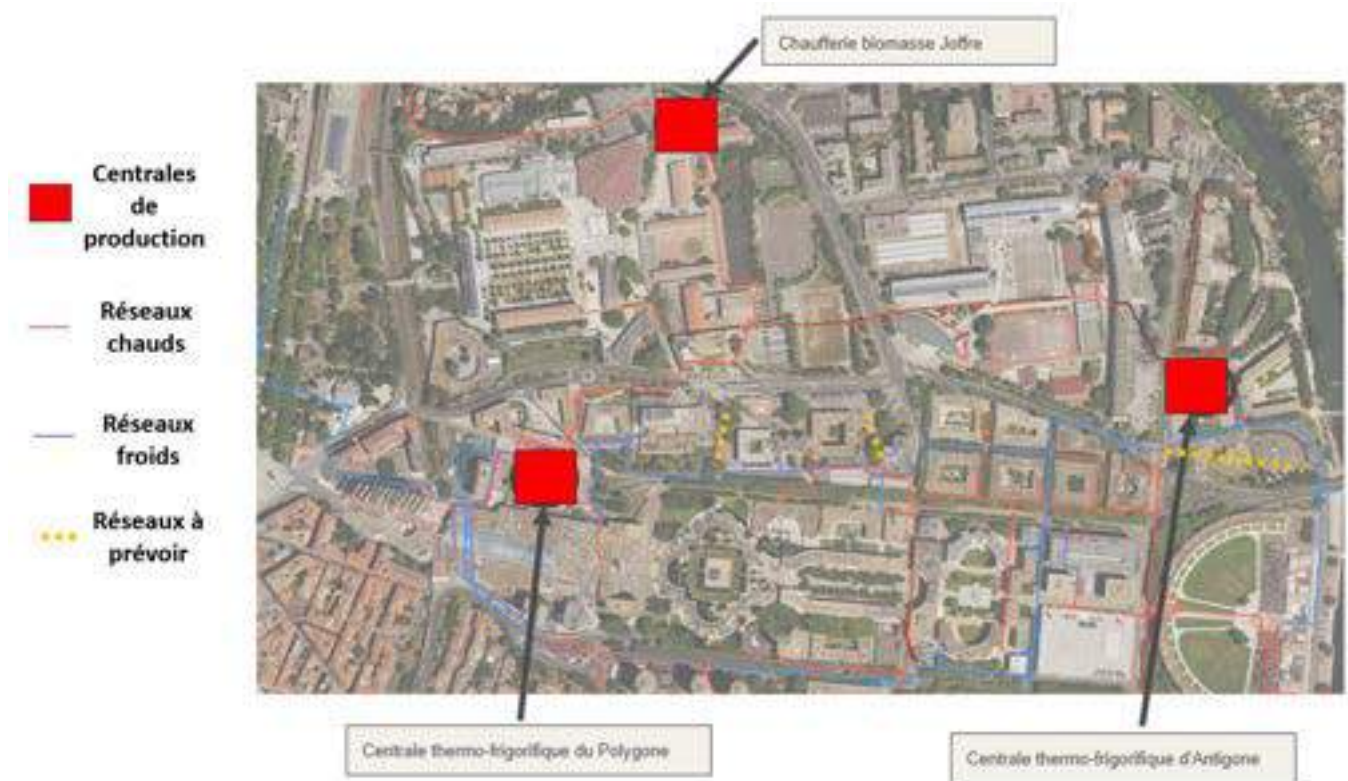 Chaufferie biomasse Joffre
Centrales
de
production
Réseaux
chauds
Réseaux
froids
Réseaux à
prévoir
Centrale thermo-frigorifique du Polygone
Centrale thermo-frigorifique d'Antigone